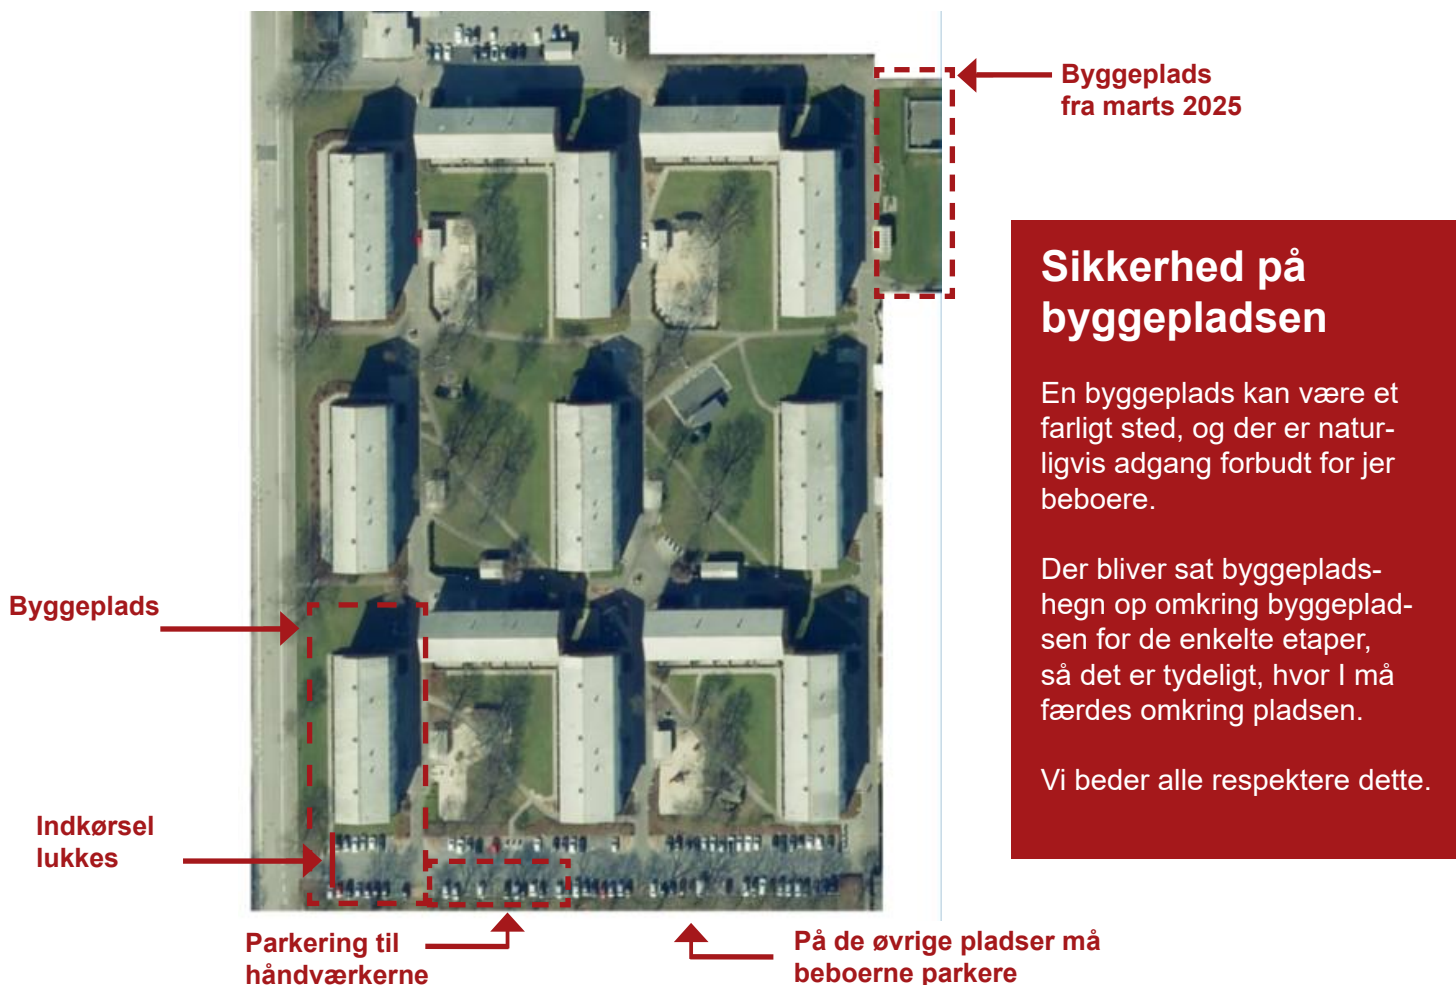 Byggeplads
fra marts 2025
Sikkerhed på
byggepladsen
En byggeplads kan være et
farligt sted, og der er natur-
ligvis adgang forbudt for jer
beboere.
Der bliver sat byggeplads-
hegn op omkring byggeplad-
sen for de enkelte etaper,
så det er tydeligt, hvor I må
færdes omkring pladsen.
Vi beder alle respektere dette.
Byggeplads
Indkørsel
lukkes
Parkering til
håndværkerne
På de øvrige pladser må
beboerne parkere